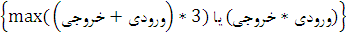 {max((ورودی + خروجی) * 3) یا (ورودی * خروجی)}